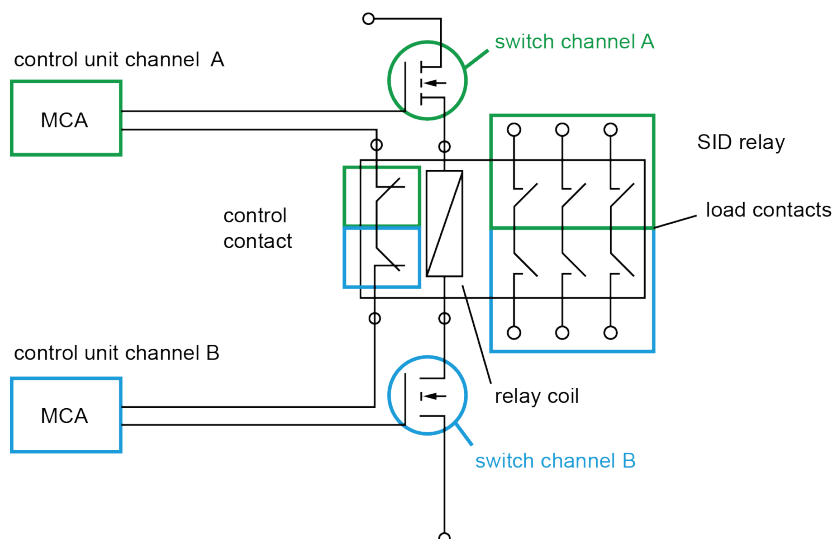 switch channel A
control unit channel A
MCA
SID relay
load contacts
control
contact
control unit channel B
relay coil
MCA
switch channel B